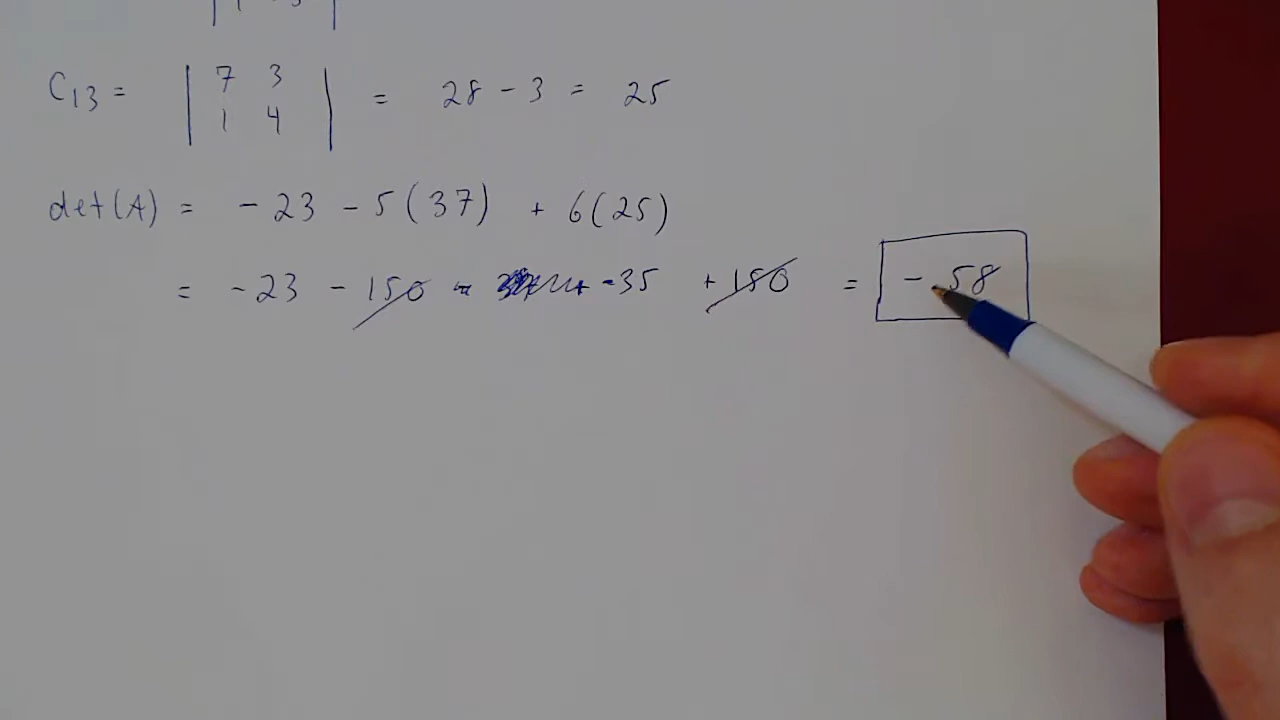 C₁₃ = | 7 3 | = 28 - 3 = 25
| 1 4 |
det(A) = -23 - 5(37) + 6(25)
= -23 - 150 - -35 + 150 = -58